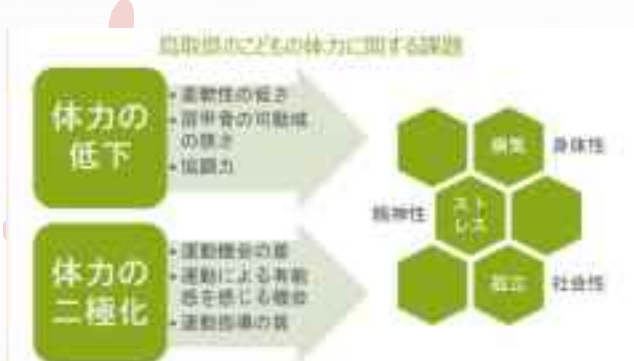 鳥取県のこどもの体力に関する課題
体力の
低下
・柔軟性の低さ
・肩甲骨の可動域
の狭さ
・協調力
体力の
二極化
・運動機会の差
・運動による有能
感を感じる機会
・運動指導の質
病気
身体性
精神性
スト
レス
孤立
社会性